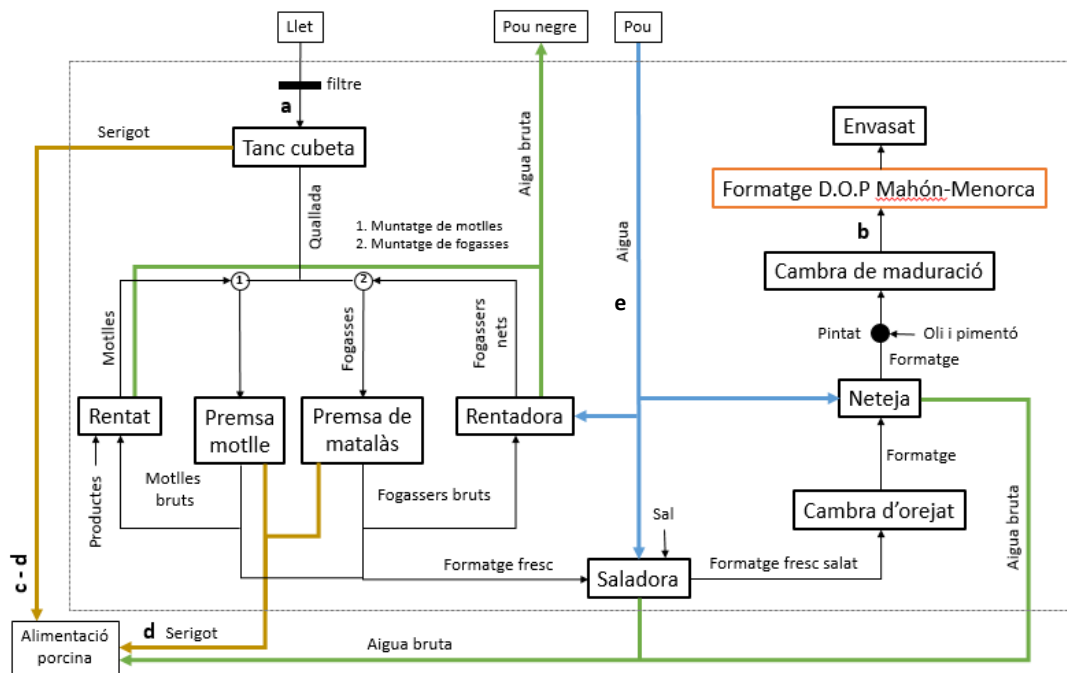 Llet
Pou negre
Pou
filtre
a
Serigot
Tanc cubeta
Aigua bruta
Envasat
Formatge D.O.P Mahón-Menorca
Quallada
1. Muntatge de motlles
2. Muntatge de fogasses
Aigua
b
Cambra de maduració
1
2
e
Motlles
Fogasses
Fogassers
nets
Pintat
Oli i pimentó
Formatge
Rentat
Premsa
motlle
Premsa de
matalàs
Rentadora
Neteja
Productes
Motlles
bruts
Fogassers bruts
Formatge
Cambra d'orejat
Sal
Aigua bruta
c - d
Formatge fresc
Saladora
Formatge fresc salat
Alimentació
porcina
d
Serigot
Aigua bruta